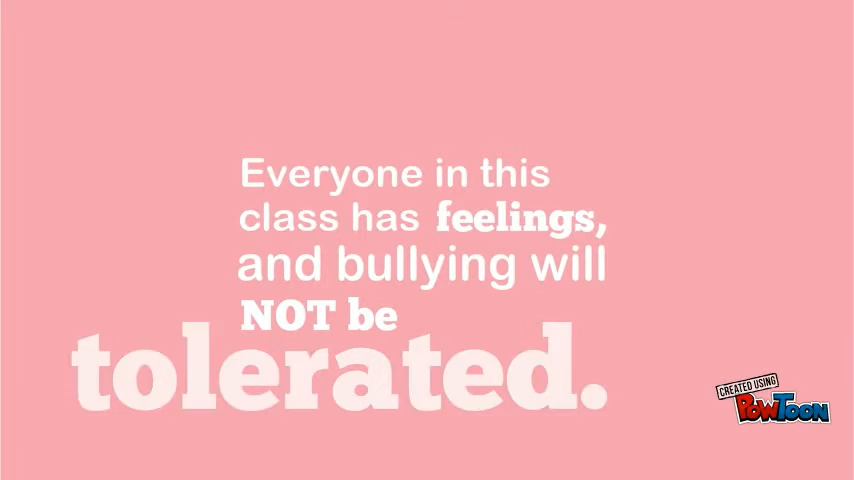 Everyone in this
class has feelings,
and bullying will
NOT be
tolerated.
CREATED USING
POWTOON